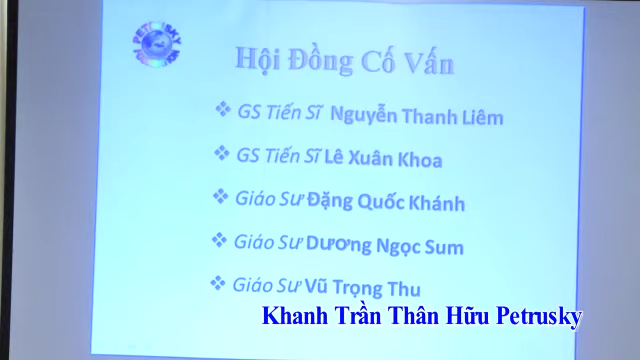 PETRUSKY
Hội Đồng Cố Vấn
❖ GS Tiến Sĩ Nguyễn Thanh Liêm
❖ GS Tiến Sĩ Lê Xuân Khoa
❖ Giáo Sư Đặng Quốc Khánh
❖ Giáo Sư Dương Ngọc Sum
❖ Giáo Sư Vũ Trọng Thu
Khanh Trần Thân Hữu Petrusky